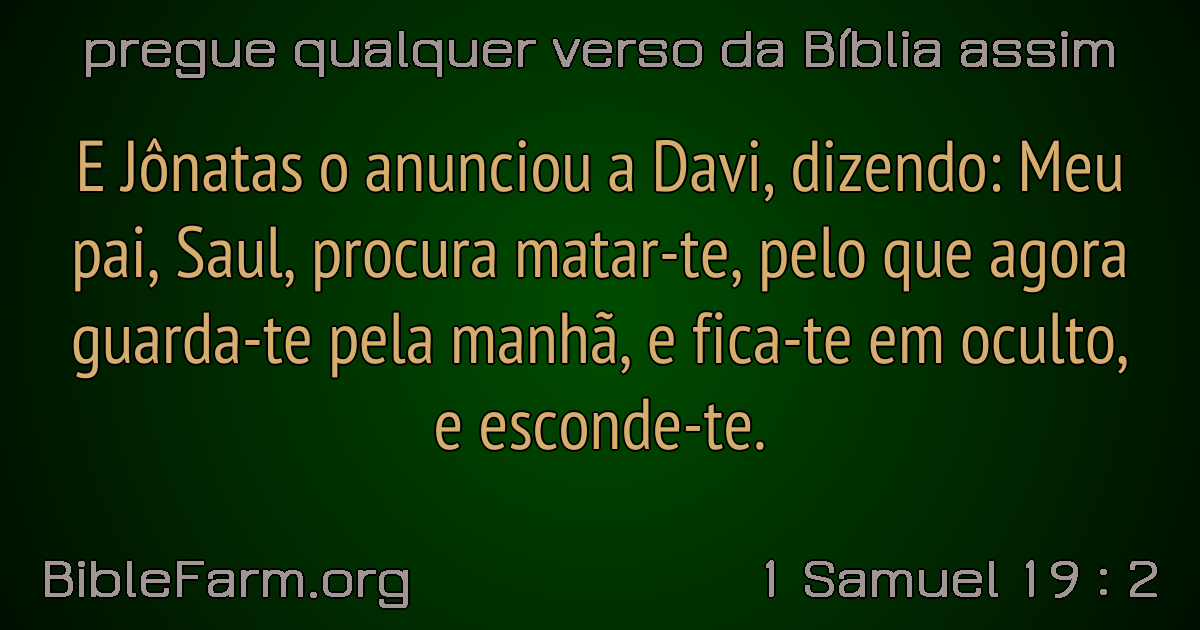 pregue qualquer verso da Bíblia assim
E Jônatas o anunciou a Davi, dizendo: Meu
pai, Saul, procura matar-te, pelo que agora
guarda-te pela manhã, e fica-te em oculto,
e esconde-te.
BibleFarm.org
1 Samuel 19 : 2